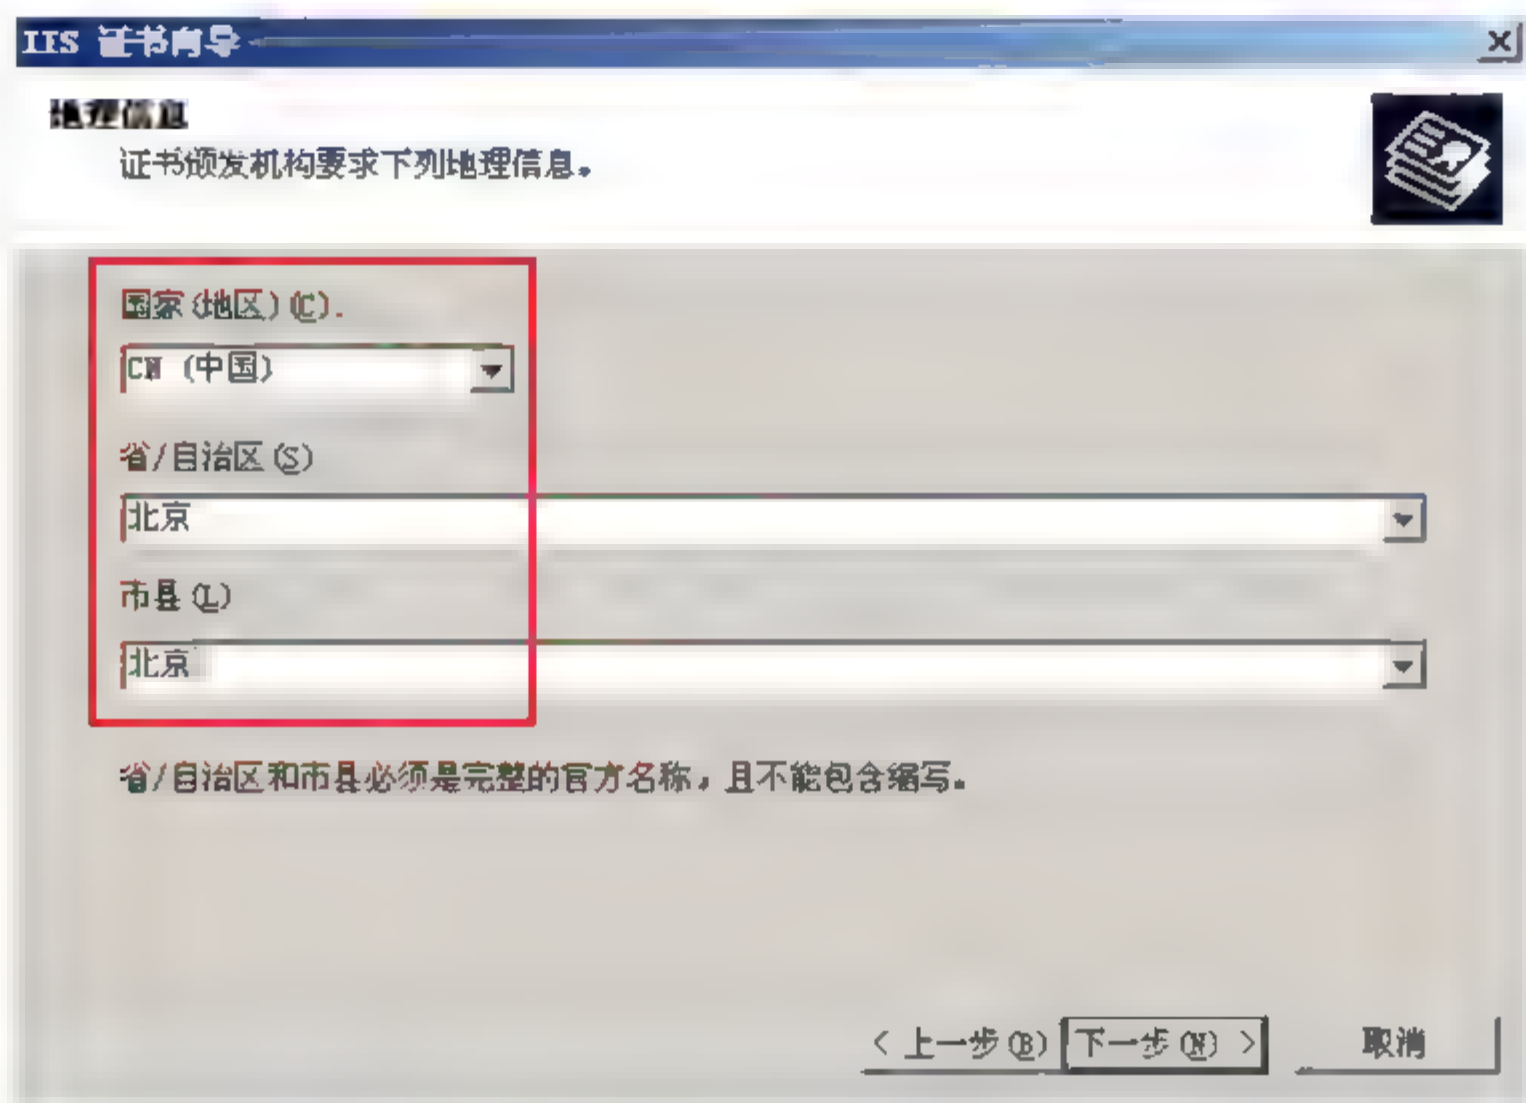 IIS 证书向导
地理信息
证书颁发机构要求下列地理信息。
国家(地区)(C).
CN (中国)
省/自治区(S)
北京
市县(L)
北京
省/自治区和市县必须是完整的官方名称，且不能包含缩写。
< 上一步(B) 下一步(N) > 取消